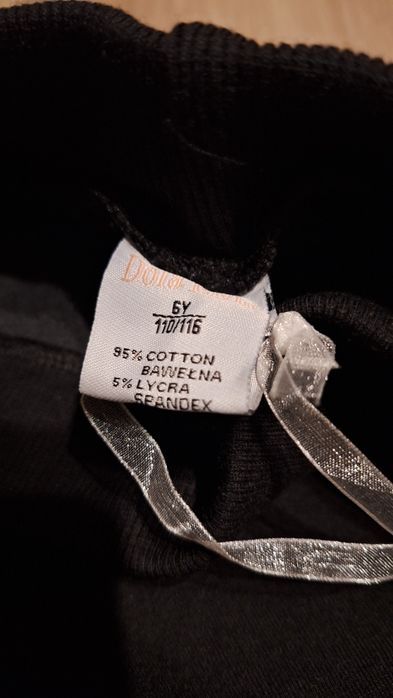 6Y
110/116
95% COTTON
BAWEŁNA
5% LYCRA
SPANDEX